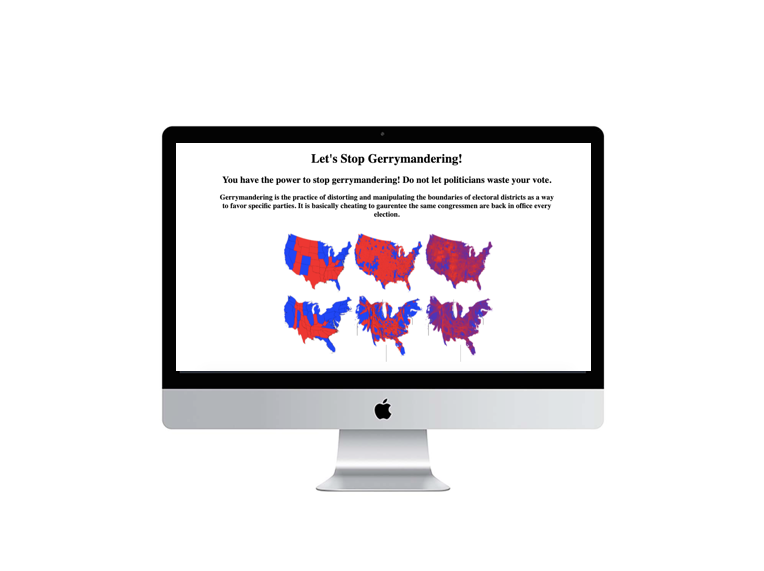 Let's Stop Gerrymandering!
You have the power to stop gerrymandering! Do not let politicians waste your vote.
Gerrymandering is the practice of distorting and manipulating the boundaries of electoral districts as a way
to favor specific parties. It is basically cheating to gaurentee the same congressmen are back in office every
election.